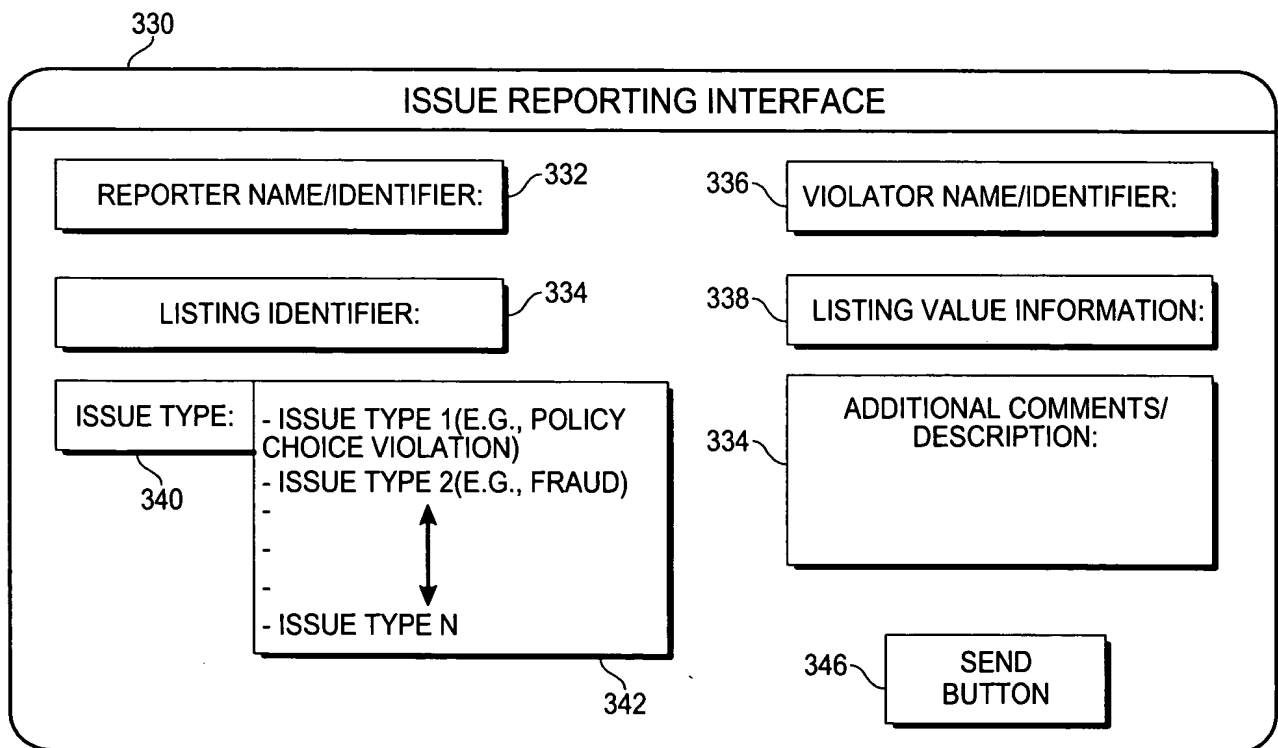 330
ISSUE REPORTING INTERFACE
REPORTER NAME/IDENTIFIER:
332
336
VIOLATOR NAME/IDENTIFIER:
LISTING IDENTIFIER:
334
338
LISTING VALUE INFORMATION:
ISSUE TYPE:
340
- ISSUE TYPE 1(E.G., POLICY
CHOICE VIOLATION)
- ISSUE TYPE 2(E.G., FRAUD)
-
-
-
- ISSUE TYPE N
342
334
ADDITIONAL COMMENTS/
DESCRIPTION:
346
SEND
BUTTON